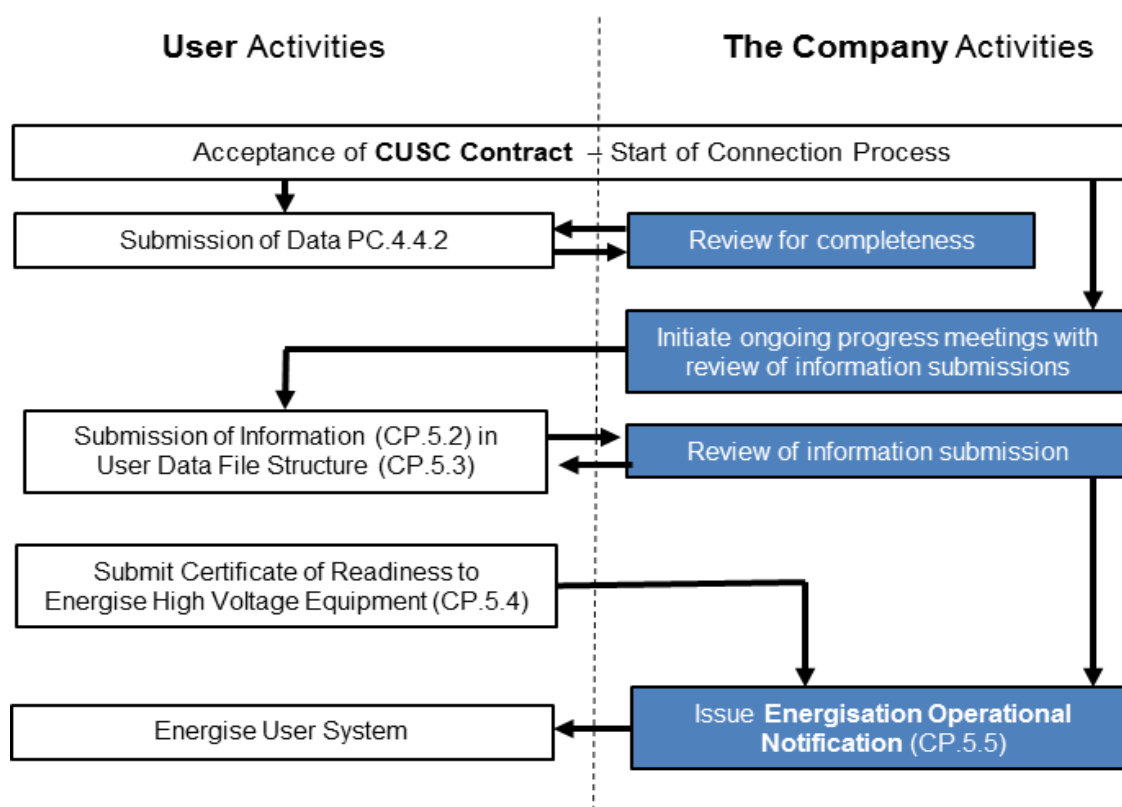 User Activities
The Company Activities
Acceptance of CUSC Contract – Start of Connection Process
Submission of Data PC.4.4.2
Review for completeness
Initiate ongoing progress meetings with
review of information submissions
Submission of Information (CP.5.2) in
User Data File Structure (CP.5.3)
Review of information submission
Submit Certificate of Readiness to
Energise High Voltage Equipment (CP.5.4)
Issue Energisation Operational
Notification (CP.5.5)
Energise User System